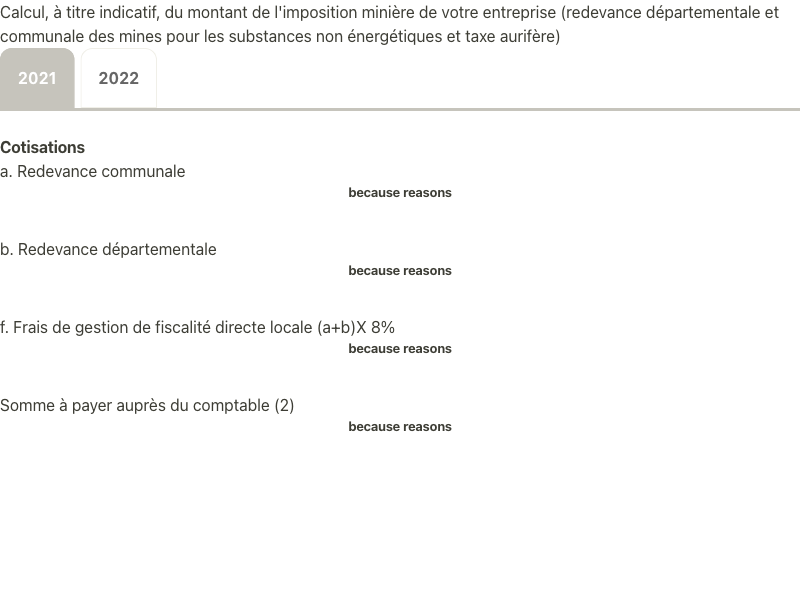 Calcul, à titre indicatif, du montant de l'imposition minière de votre entreprise (redevance départementale et
communale des mines pour les substances non énergétiques et taxe aurifère)
2021 2022
Cotisations
a. Redevance communale
because reasons
b. Redevance départementale
because reasons
f. Frais de gestion de fiscalité directe locale (a+b)X 8%
because reasons
Somme à payer auprès du comptable (2)
because reasons